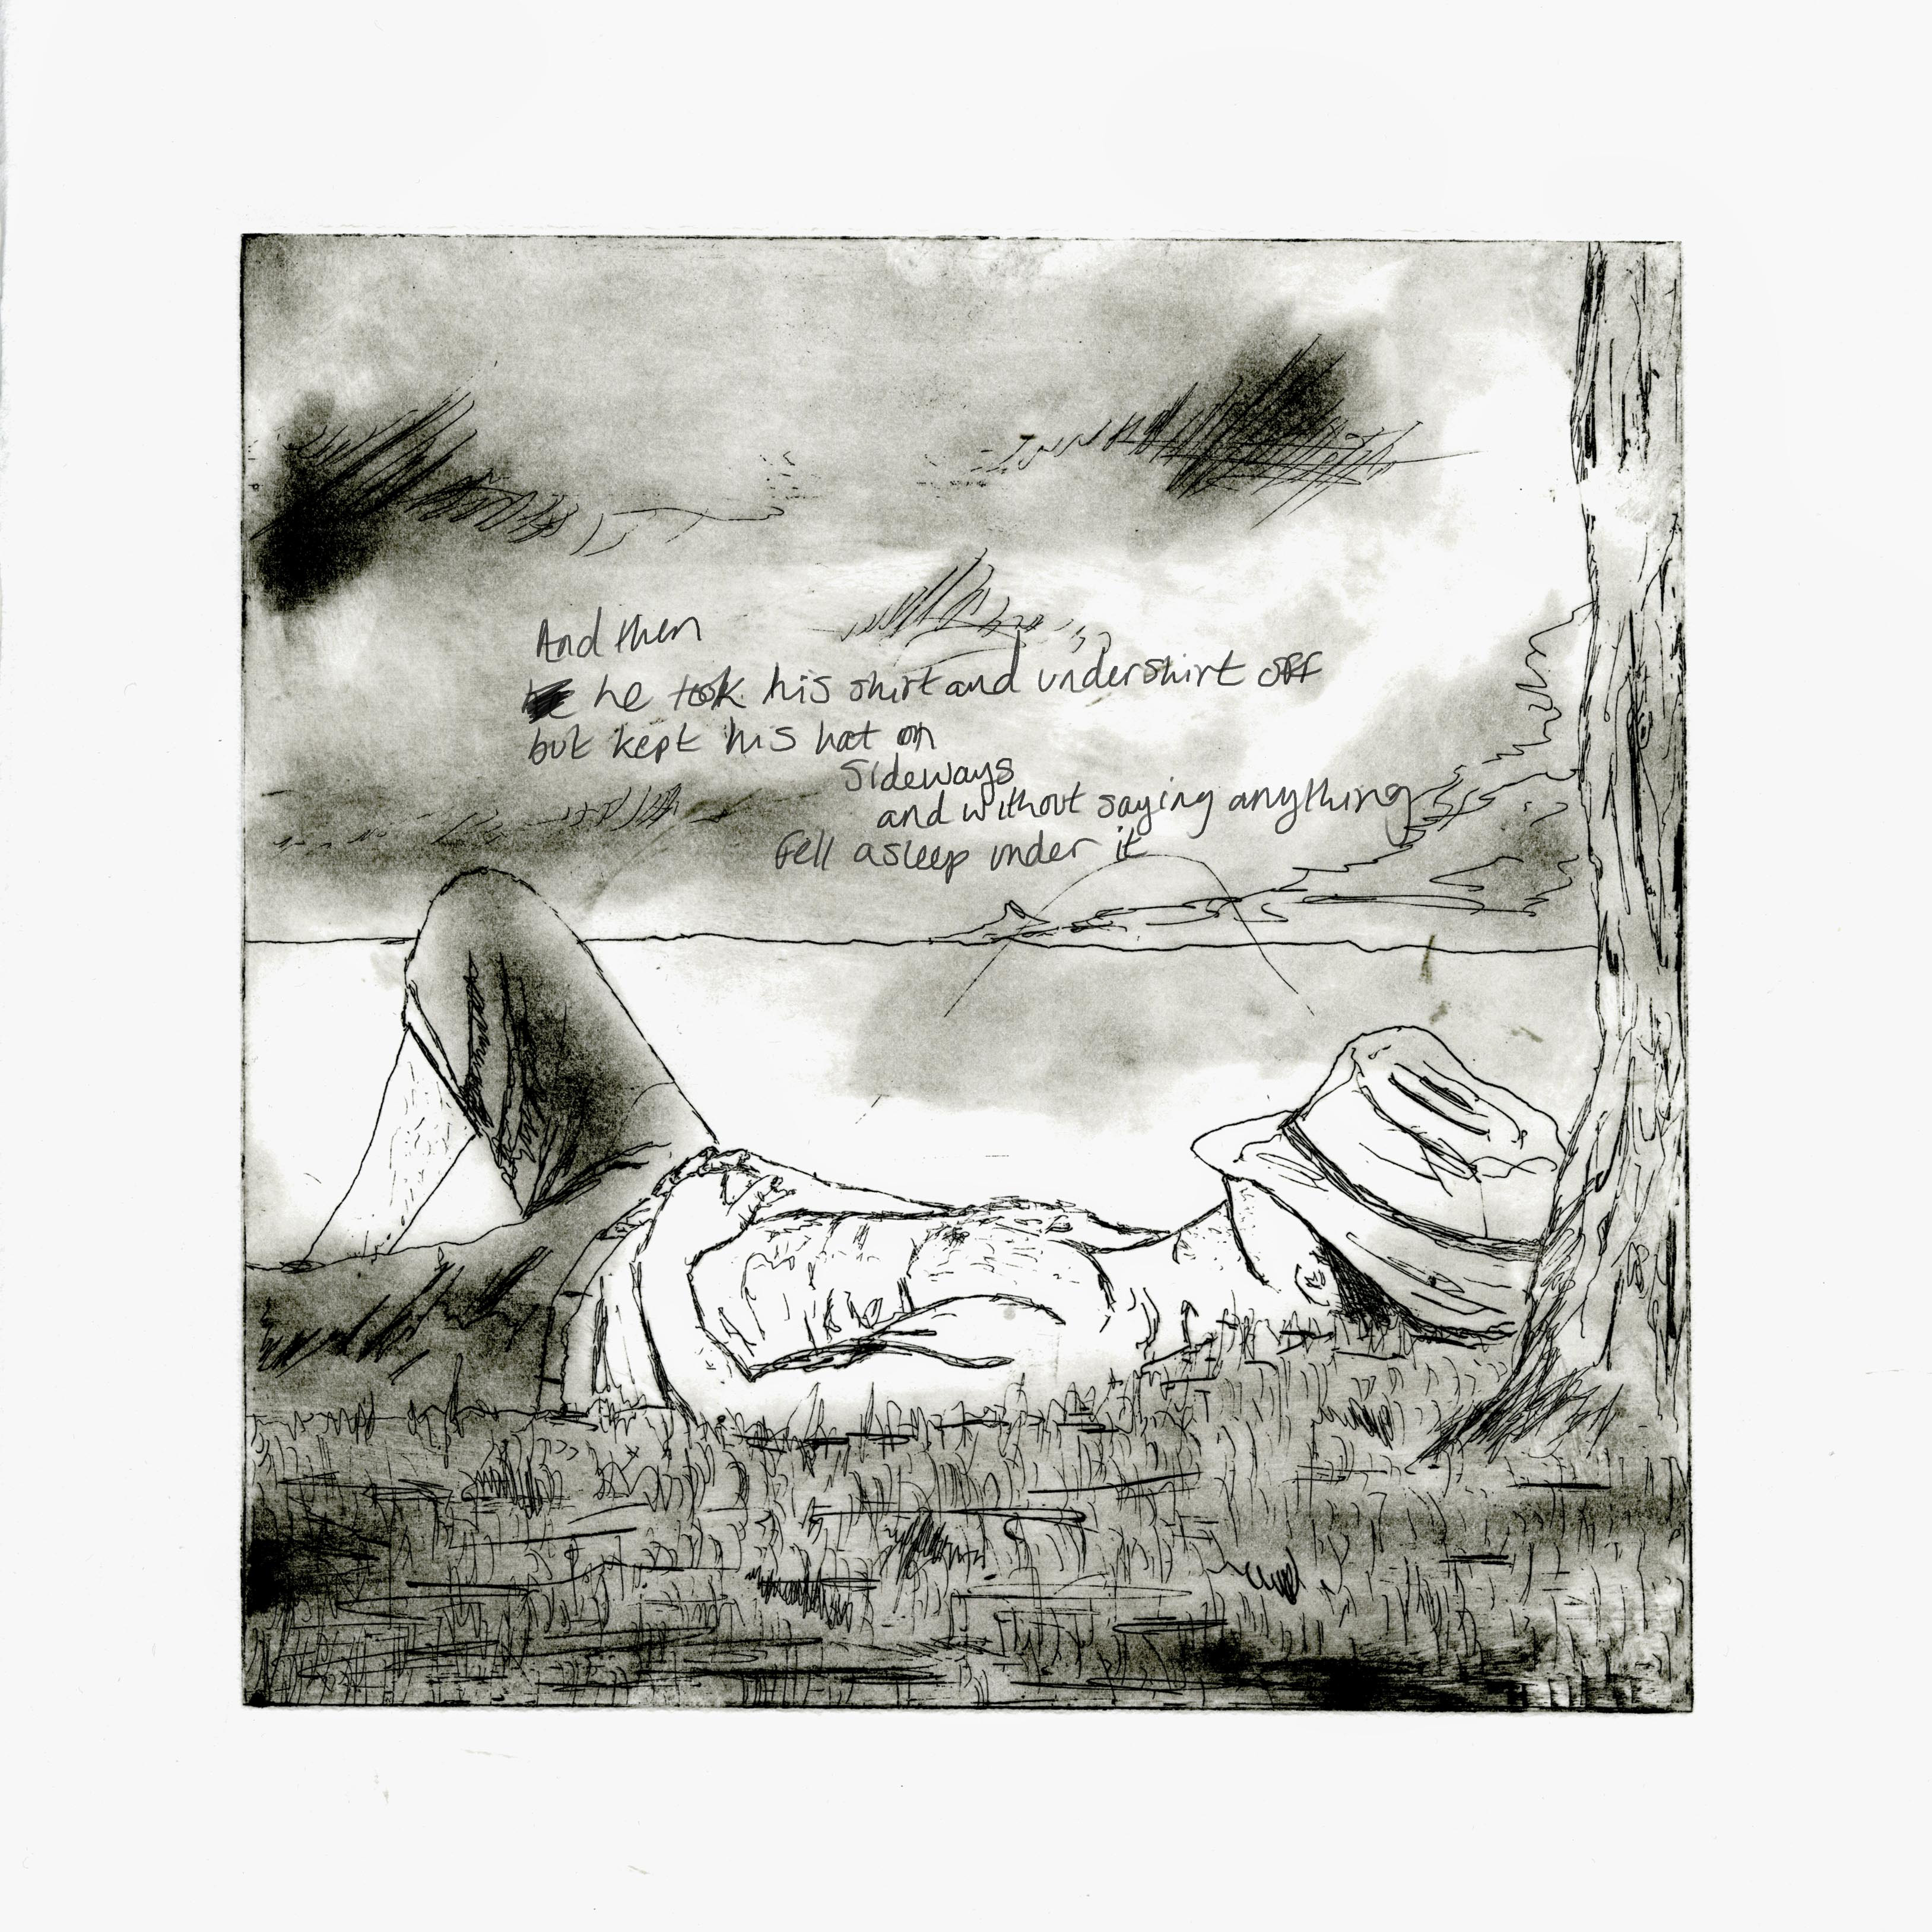 And then
he took his shirt and undershirt off
but kept his hat on
sideways
and without saying anything
fell asleep under it